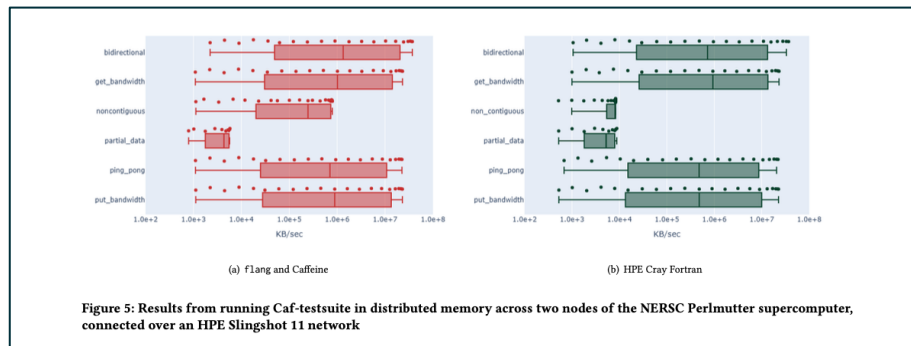 bidirectional
get_bandwidth
noncontiguous
partial_data
ping_pong
put_bandwidth
1.0e+2 1.0e+3 1.0e+4 1.0e+5 1.0e+6 1.0e+7 1.0e+8
KB/sec
(a) flang and Caffeine
bidirectional
get_bandwidth
non_contiguous
partial_data
ping_pong
put_bandwidth
1.0e+2 1.0e+3 1.0e+4 1.0e+5 1.0e+6 1.0e+7 1.0e+8
KB/sec
(b) HPE Cray Fortran
Figure 5: Results from running Caf-testsuite in distributed memory across two nodes of the NERSC Perlmutter supercomputer,
connected over an HPE Slingshot 11 network